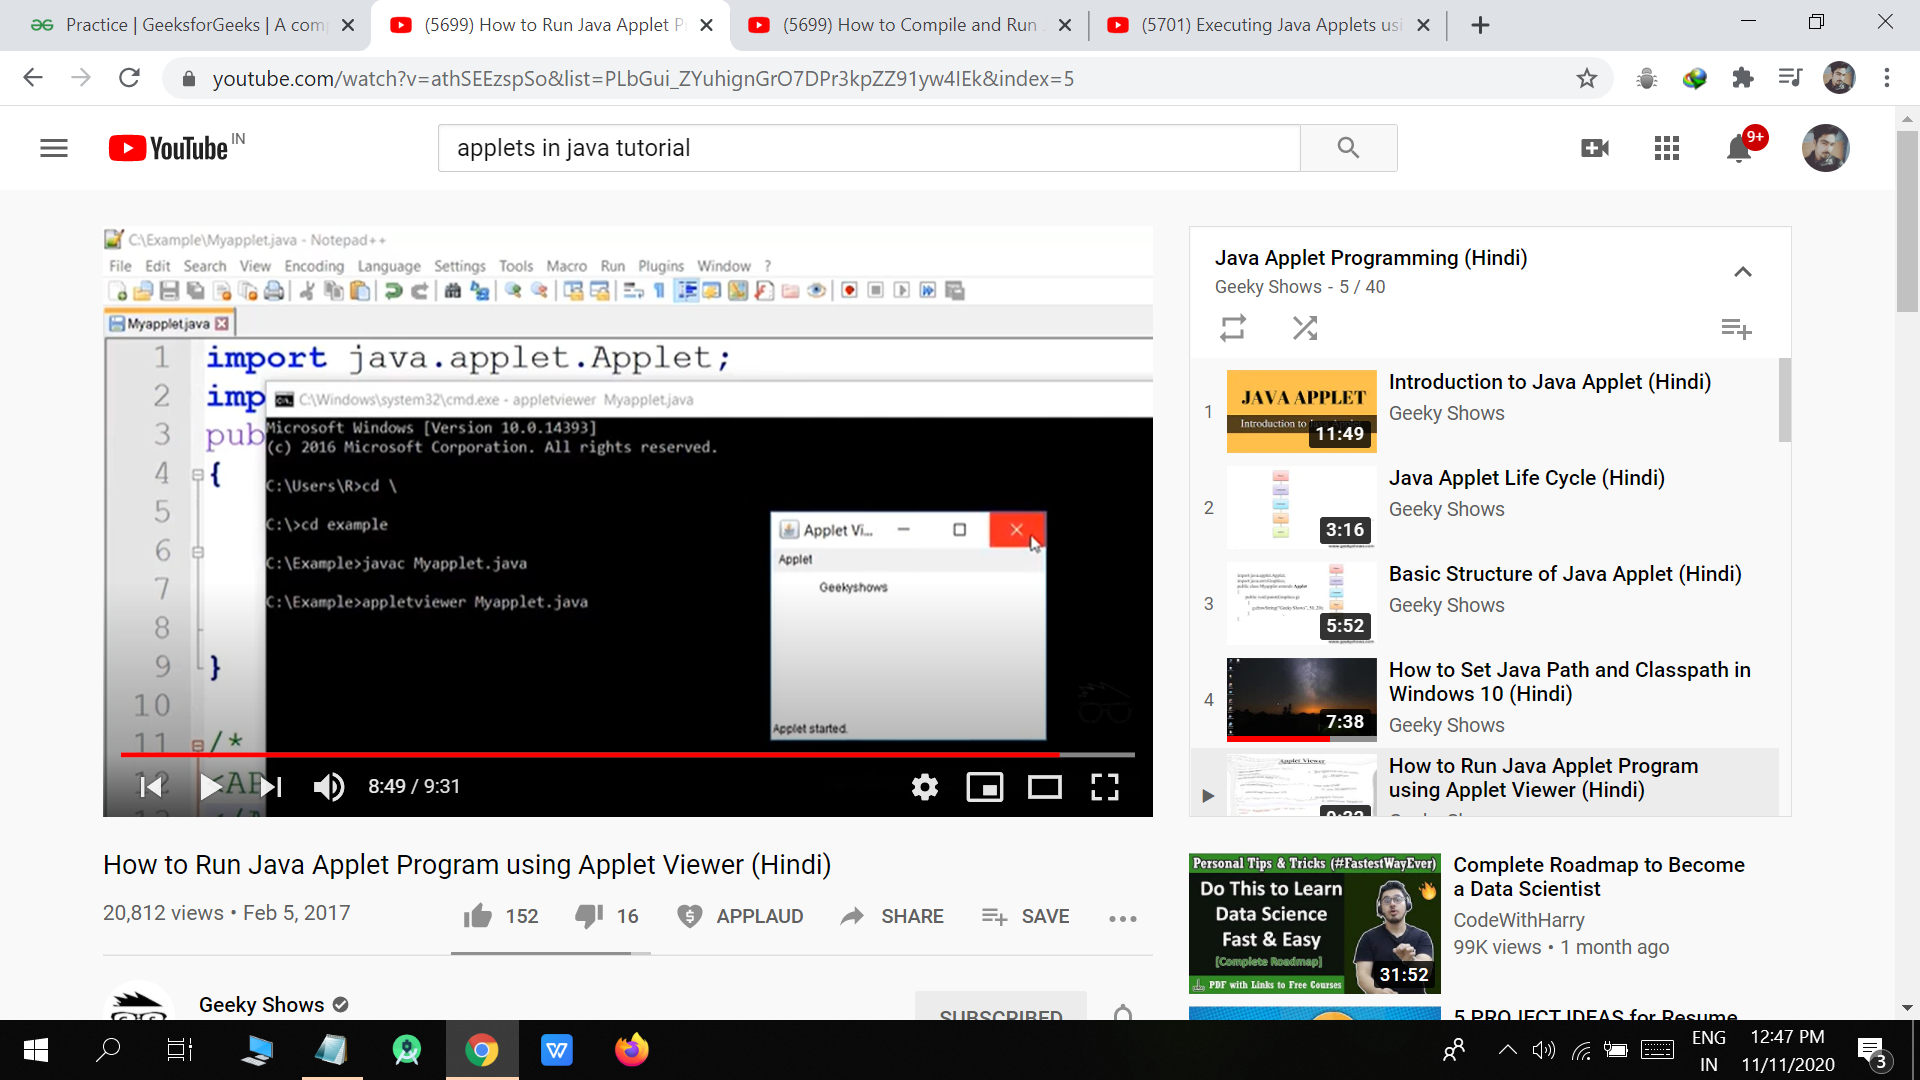 Practice | GeeksforGeeks | A com
(5699) How to Run Java Applet P
(5699) How to Compile and Run
(5701) Executing Java Applets usi
youtube.com/watch?v=athSEEzspSo&list=PLbGui_ZYuhignGrO7DPr3kpZZ91yw4IEk&index=5
YouTube IN
applets in java tutorial
9+
C:\Example\Myapplet.java - Notepad++
File Edit Search View Encoding Language Settings Tools Macro Run Plugins Window ?
Myapplet.java
1 import java.applet.Applet;
2 imp
3 pub
4 {
5
6
7
8
9 }
10
11 /*
12 <AP
C:\Windows\system32\cmd.exe - appletviewer Myapplet.java
Microsoft Windows [Version 10.0.14393]
(c) 2016 Microsoft Corporation. All rights reserved.
C:\Users\R>cd \
C:\>cd example
C:\Example>javac Myapplet.java
C:\Example>appletviewer Myapplet.java
Applet Vi...
Applet
Geekyshows
Applet started.
8:49 / 9:31
How to Run Java Applet Program using Applet Viewer (Hindi)
20,812 views • Feb 5, 2017
152
16
APPLAUD
SHARE
SAVE
Geeky Shows
SUBSCRIBED
Java Applet Programming (Hindi)
Geeky Shows - 5 / 40
1
JAVA APPLET
11:49
Introduction to Java Applet (Hindi)
Geeky Shows
2
3:16
Java Applet Life Cycle (Hindi)
Geeky Shows
3
5:52
Basic Structure of Java Applet (Hindi)
Geeky Shows
4
7:38
How to Set Java Path and Classpath in
Windows 10 (Hindi)
Geeky Shows
Applet Viewer
How to Run Java Applet Program
using Applet Viewer (Hindi)
Personal Tips & Tricks (#FastestWayEver)
Do This to Learn
Data Science
Fast & Easy
[Complete Roadmap]
PDF with Links to Free Courses
31:52
Complete Roadmap to Become
a Data Scientist
CodeWithHarry
99K views • 1 month ago
5 PROJECT IDEAS for Resume
ENG
IN
12:47 PM
11/11/2020
3